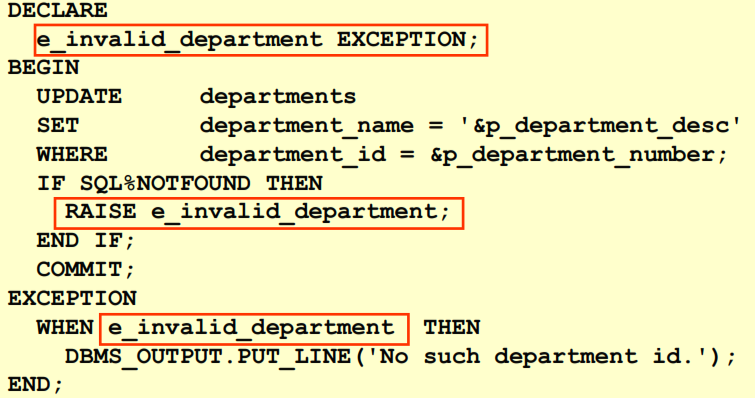 DECLARE
e_invalid_department EXCEPTION;
BEGIN
UPDATE departments
SET department_name = '&p_department_desc'
WHERE department_id = &p_department_number;
IF SQL%NOTFOUND THEN
RAISE e_invalid_department;
END IF;
COMMIT;
EXCEPTION
WHEN e_invalid_department THEN
DBMS_OUTPUT.PUT_LINE('No such department id.');
END;